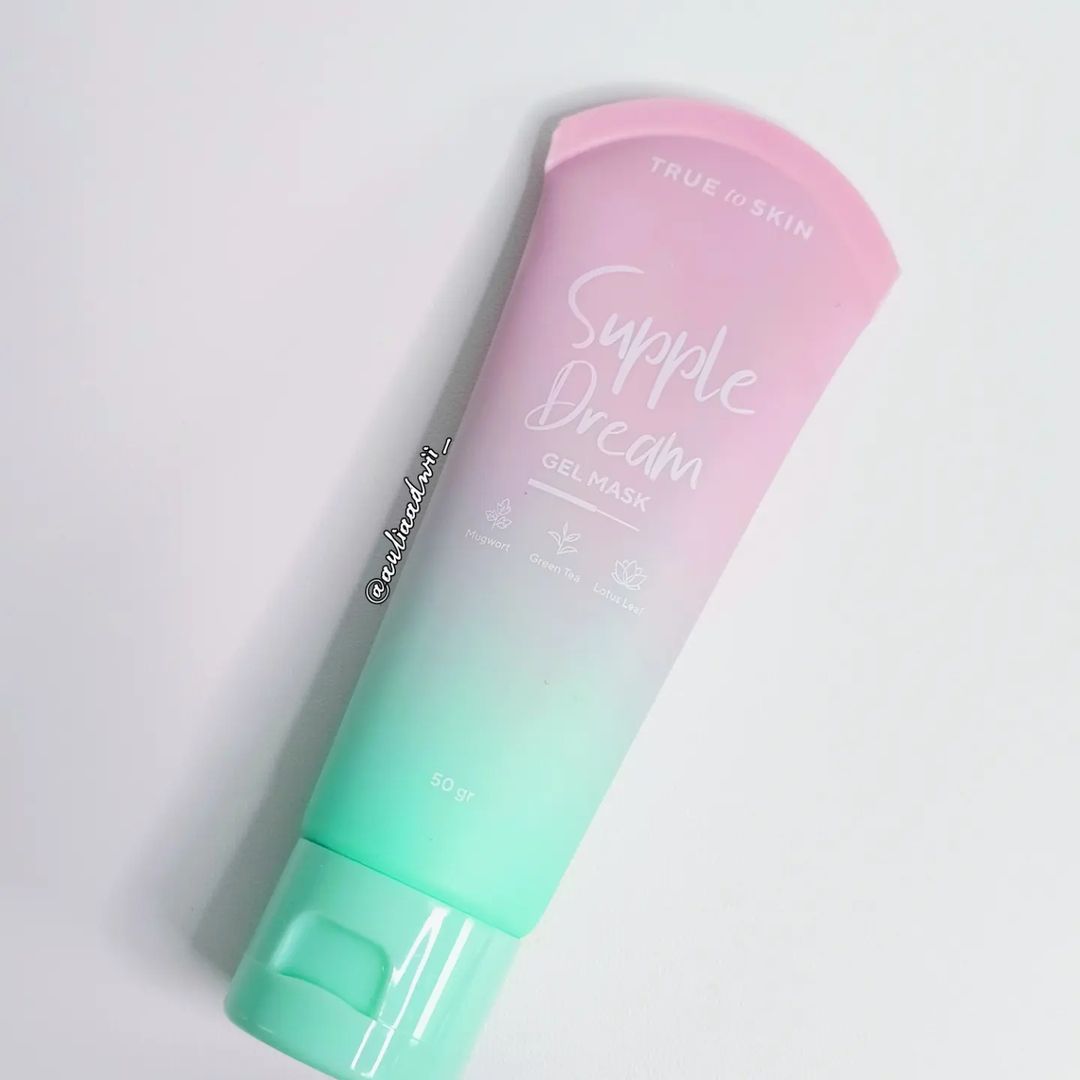 TRUE to SKIN
Supple
Dream
GEL MASK
Mugwort
Green Tea
Lotus Leaf
50 gr
@auliaadwii_